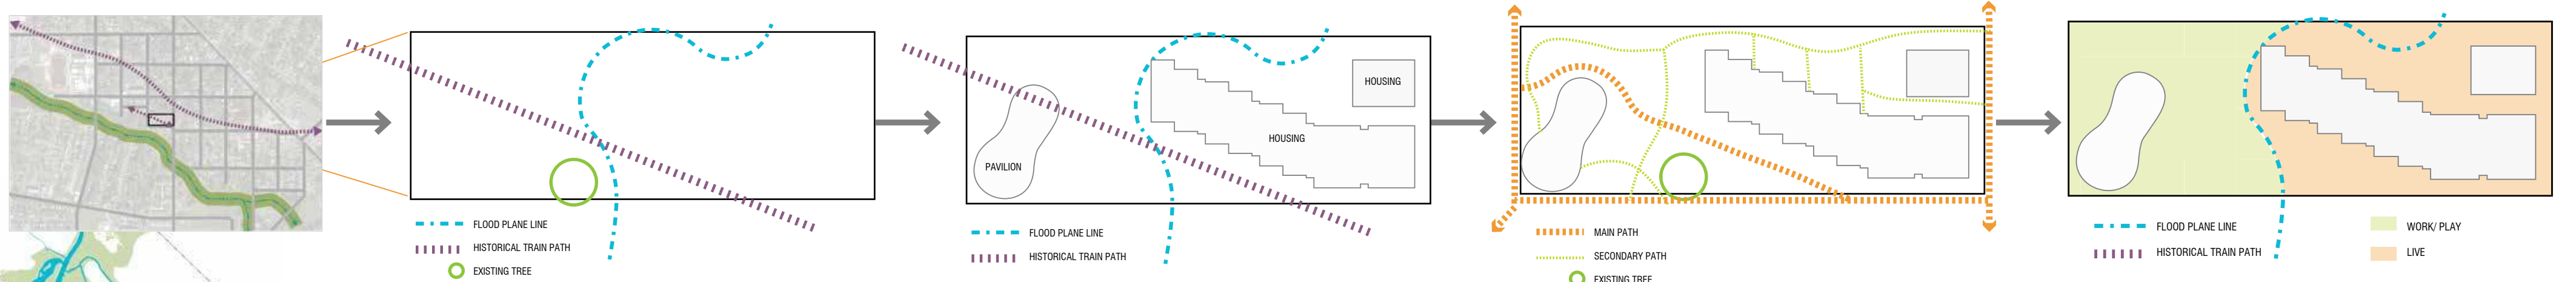 FLOOD PLANE LINE
HISTORICAL TRAIN PATH
EXISTING TREE
HOUSING
HOUSING
PAVILION
FLOOD PLANE LINE
HISTORICAL TRAIN PATH
MAIN PATH
SECONDARY PATH
EXISTING TREE
FLOOD PLANE LINE
HISTORICAL TRAIN PATH
WORK/ PLAY
LIVE